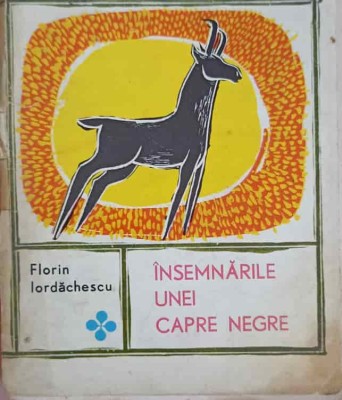 Florin
Iordăchescu
ÎNSEMNĂRILE
UNEI
CAPRE NEGRE